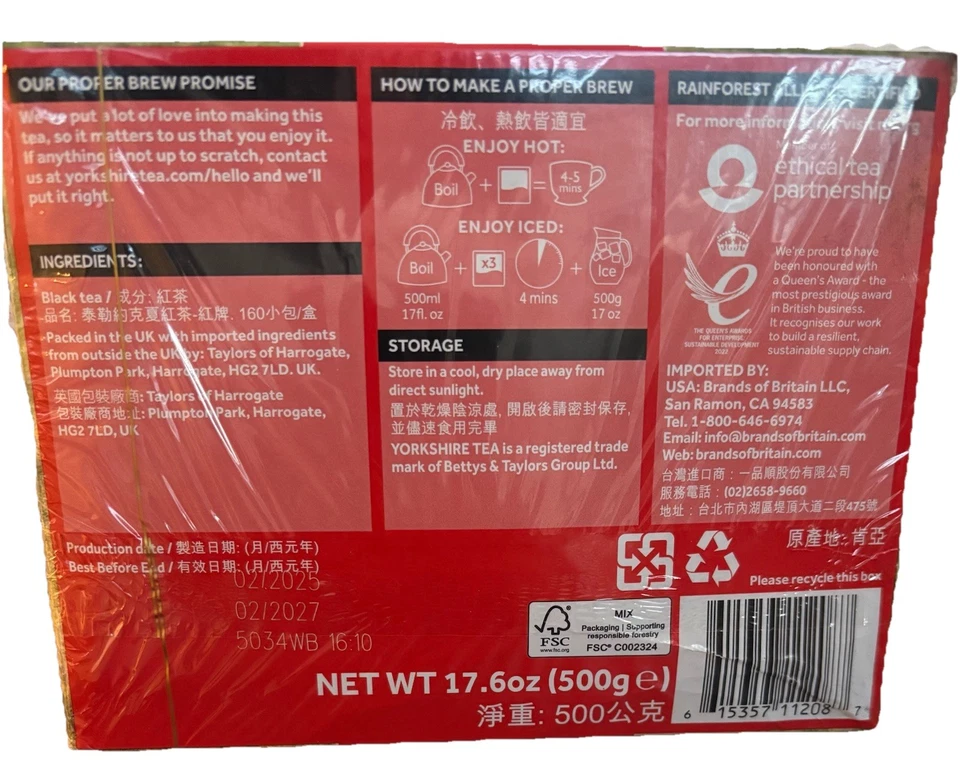 OUR PROPER BREW PROMISE
We've put a lot of love into making this
tea, so it matters to us that you enjoy it.
If anything is not up to scratch, contact
us at yorkshiretea.com/hello and we'll
put it right.
INGREDIENTS:
Black tea / 成分: 紅茶
品名: 泰勒約克夏紅茶-紅牌. 160小包/盒
Packed in the UK with imported ingredients
from outside the UK by: Taylors of Harrogate,
Plumpton Park, Harrogate, HG2 7LD. UK.
英國包裝廠商: Taylors of Harrogate
包裝廠商地址: Plumpton Park, Harrogate,
HG2 7LD, UK
Production date / 製造日期: (月/西元年)
Best Before End / 有效日期: (月/西元年)
02/2025
02/2027
5034WB 16:10
HOW TO MAKE A PROPER BREW
冷飲、熱飲皆適宜
ENJOY HOT:
Boil + = 4-5 mins
ENJOY ICED:
Boil + x3 + Ice
500ml 4 mins 500g
17fl. oz 17 oz
STORAGE
Store in a cool, dry place away from
direct sunlight.
置於乾燥陰涼處, 開啟後請密封保存,
並儘速食用完畢
YORKSHIRE TEA is a registered trade
mark of Bettys & Taylors Group Ltd.
RAINFOREST ALLIANCE CERTIFIED
For more information, visit
ethical tea
partnership
We're proud to have
been honoured with
a Queen's Award - the
most prestigious award
in British business.
It recognises our work
to build a resilient,
sustainable supply chain.
THE QUEEN'S AWARDS
FOR ENTERPRISE:
SUSTAINABLE DEVELOPMENT
2022
IMPORTED BY:
USA: Brands of Britain LLC,
San Ramon, CA 94583
Tel. 1-800-646-6974
Email: info@brandsofbritain.com
Web: brandsofbritain.com
台灣進口商：一品順股份有限公司
服務電話：(02)2658-9660
地址：台北市內湖區堤頂大道二段475號
原產地: 肯亞
Please recycle this box
FSC
www.fsc.org
MIX
Packaging | Supporting
responsible forestry
FSC® C002324
NET WT 17.6oz (500g ℮)
淨重: 500公克
6 15357 11208 7